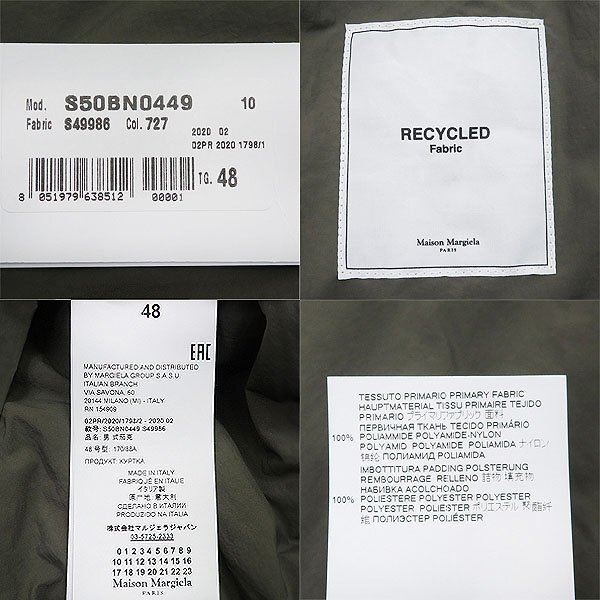 Mod. S50BN0449 10
Fabric S49986 Col. 727
2020 02
02PR 2020 1798/1
TG. 48
8 051979 638512 00001
RECYCLED
Fabric
Maison Margiela
PARIS
48
EAC
MANUFACTURED AND DISTRIBUTED
BY MARGIELA GROUP S.A.S.U.
ITALIAN BRANCH
VIA SAVONA, 60
20144 MILANO (MI) - ITALY
RN 154909
02PR/2020/1798/2 - 2020 02
款号: S50BN0449 S49986
品名: 男 式茄克
48 号型: 170/88A
ПРОДУКТ: КУРТКА
MADE IN ITALY
FABRIQUÉ EN ITALIE
イタリア製
原产地: 意大利
СДЕЛАНО В ИТАЛИИ
PRODUZIDO NA ITALIA
株式会社マルジェラジャパン
03-5725-2333
01 2 3 4 5 6 7 8 9
10 11 12 13 14 15 16
17 18 19 20 21 22 23
Maison Margiela
PARIS
TESSUTO PRIMARIO PRIMARY FABRIC
HAUPTMATERIAL TISSU PRIMAIRE TEJIDO
PRIMARIO プライマリファブリック 面料
ПЕРВИЧНАЯ ТКАНЬ TECIDO PRIMÁRIO
100% POLIAMMIDE POLYAMIDE-NYLON
POLYAMID POLYAMIDE POLIAMIDA ナイロン
锦纶 ПОЛИАМИД POLIAMIDA
IMBOTTITURA PADDING POLSTERUNG
REMBOURRAGE RELLENO 詰物 填充物
НАБИВКА ACOLCHOADO
100% POLIESTERE POLYESTER POLYESTER
POLYESTER POLIESTER ポリエステル 聚酯纤
维 ПОЛИЭСТЕР POLIÉSTER